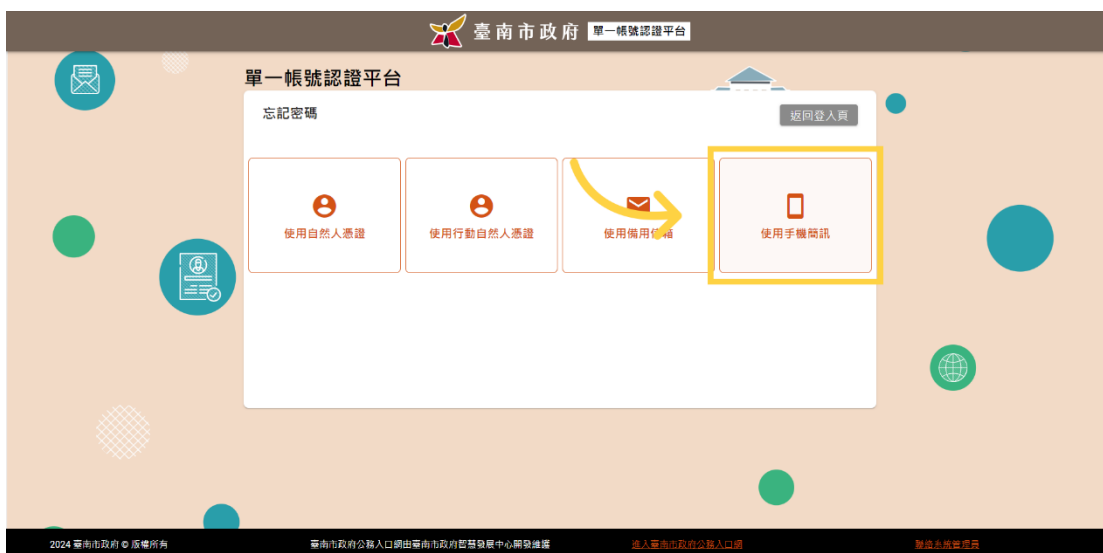 臺南市政府 單一帳號認證平台
單一帳號認證平台
忘記密碼
返回登入頁
使用自然人憑證
使用行動自然人憑證
使用備用信箱
使用手機簡訊
2024 臺南市政府 © 版權所有
臺南市政府公務入口網由臺南市政府智慧發展中心開發維護
進入臺南市政府公務入口網
聯絡系統管理員